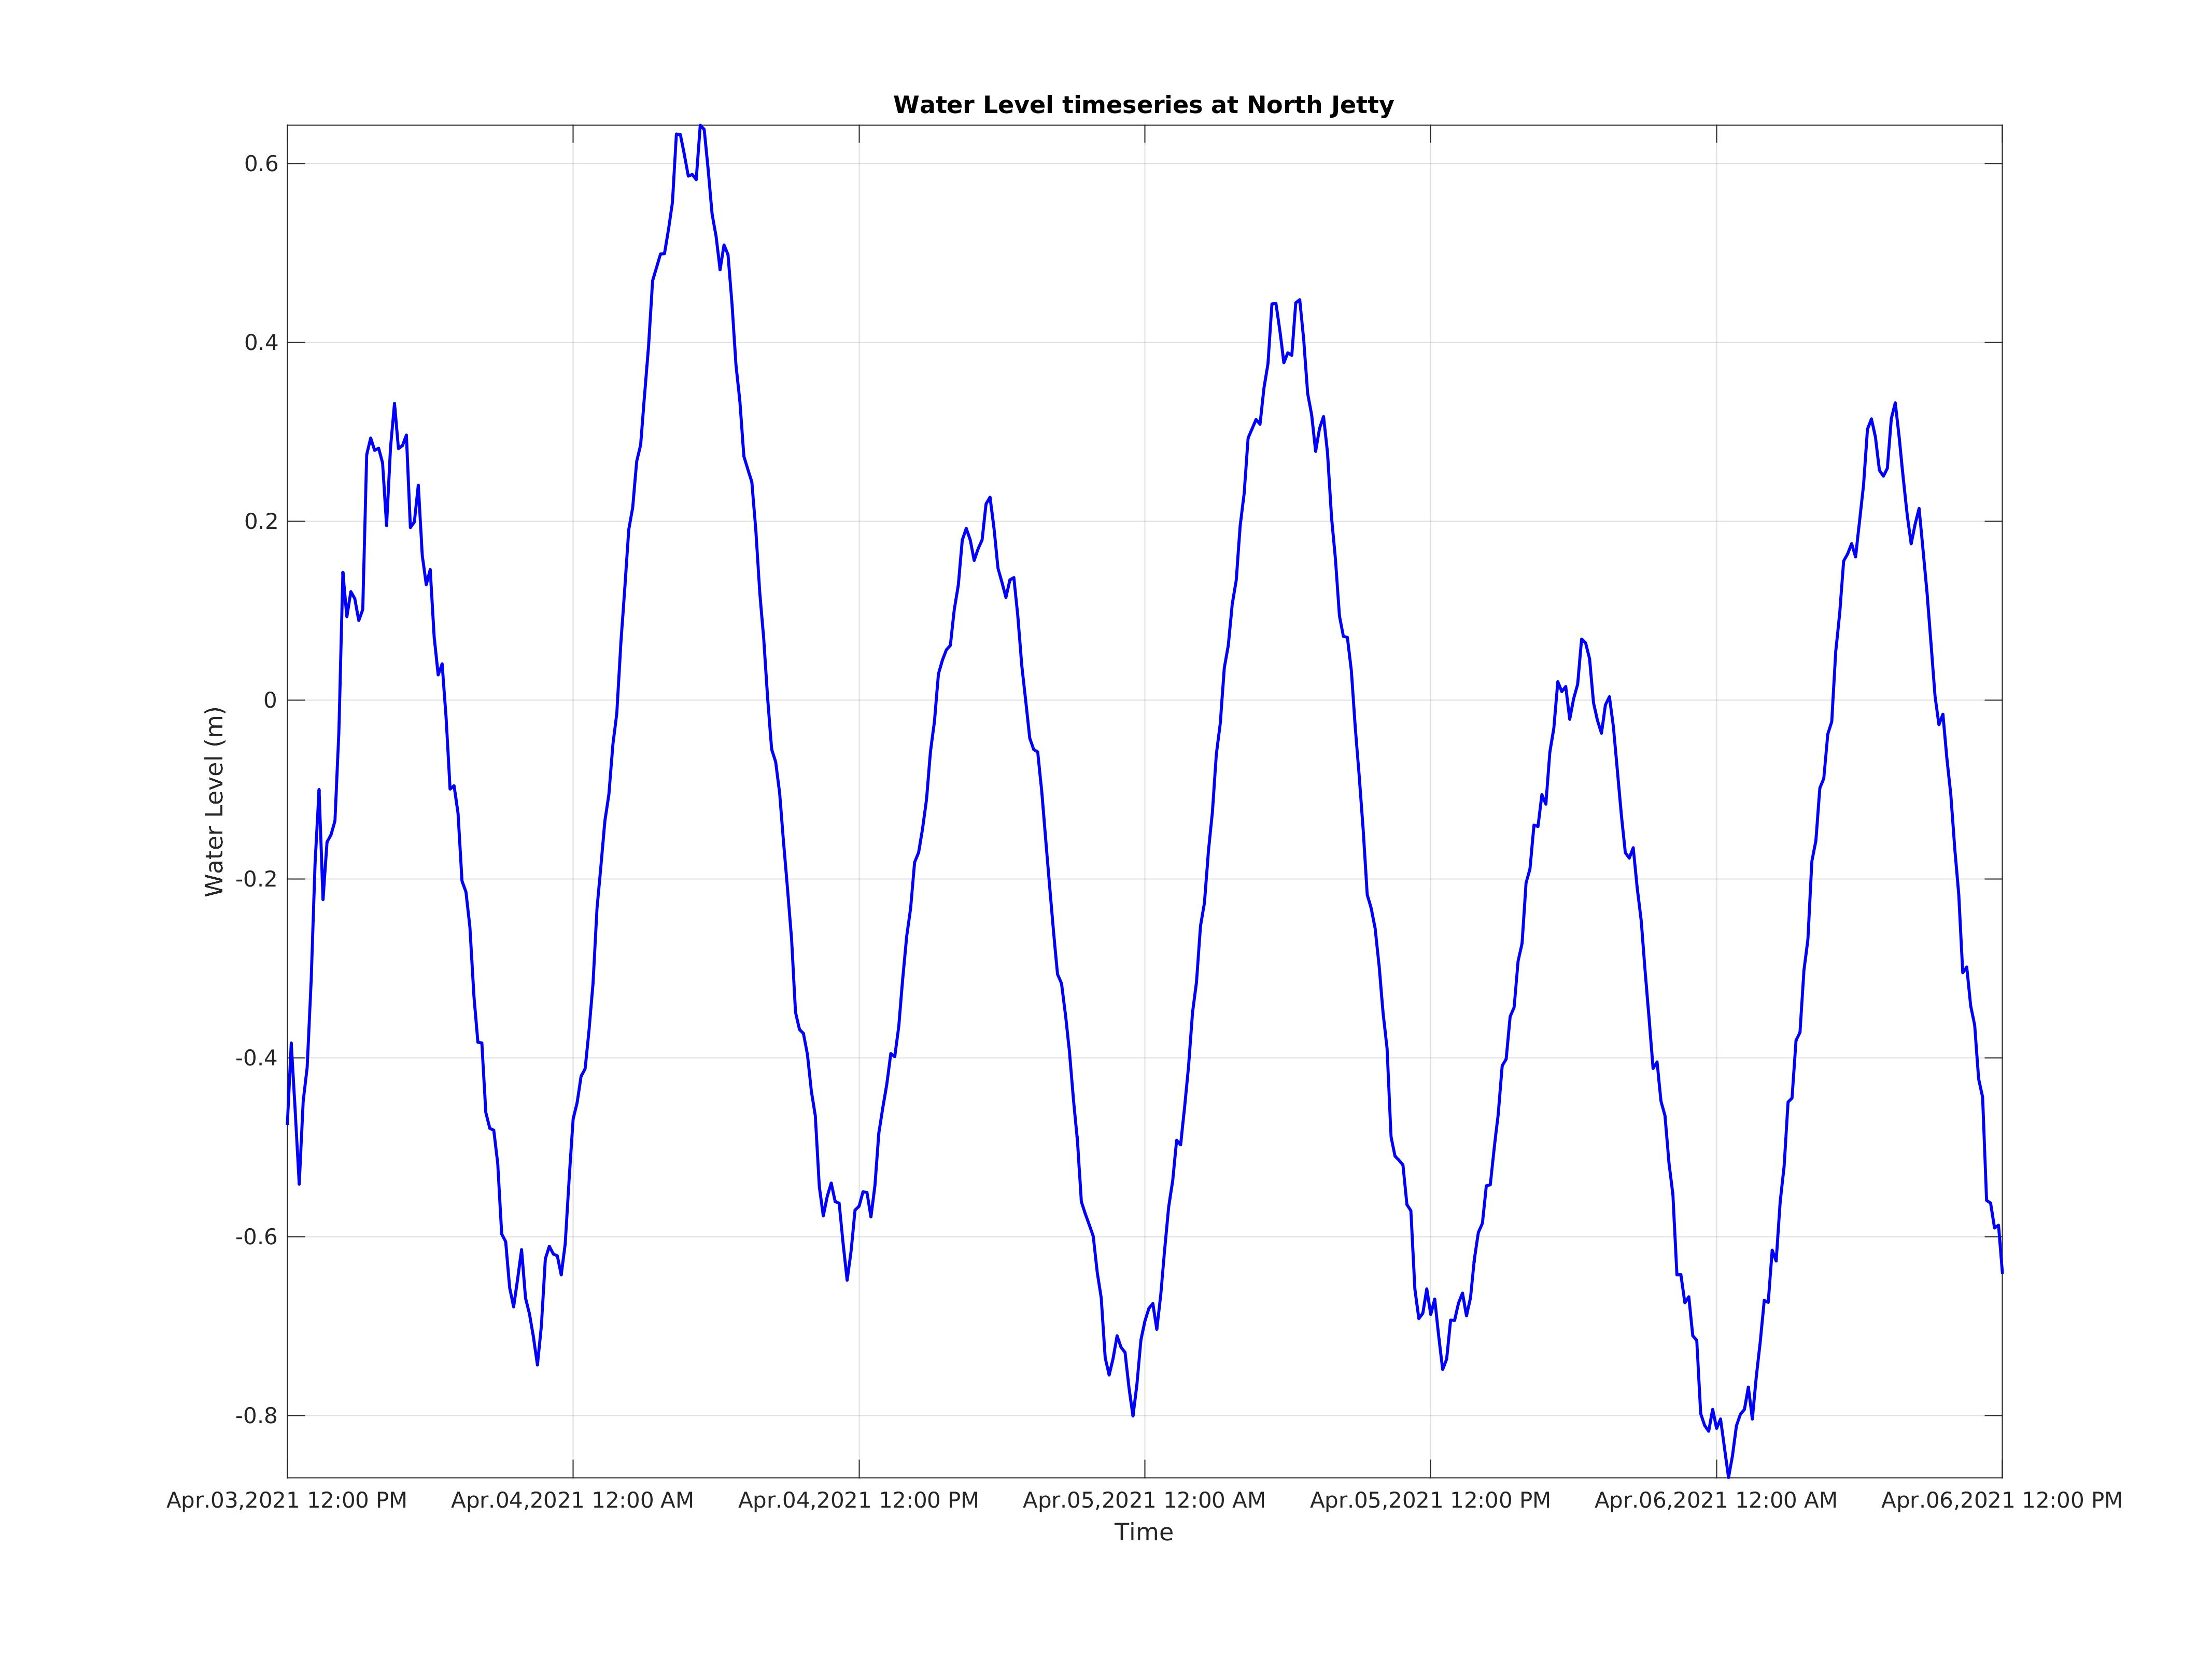 Water Level timeseries at North Jetty
0.6
0.4
0.2
0
-0.2
-0.4
-0.6
-0.8
Water Level (m)
Apr.03,2021 12:00 PM Apr.04,2021 12:00 AM Apr.04,2021 12:00 PM Apr.05,2021 12:00 AM Apr.05,2021 12:00 PM Apr.06,2021 12:00 AM Apr.06,2021 12:00 PM
Time